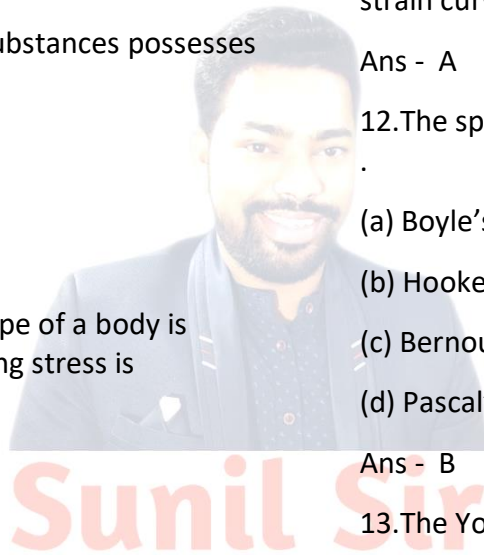 ubstances possesses
pe of a body is
ng stress is
strain cur
Ans - A
12.The sp
.
(a) Boyle's
(b) Hooke
(c) Bernou
(d) Pascal
Ans - B
13.The Yo
Sunil Sir